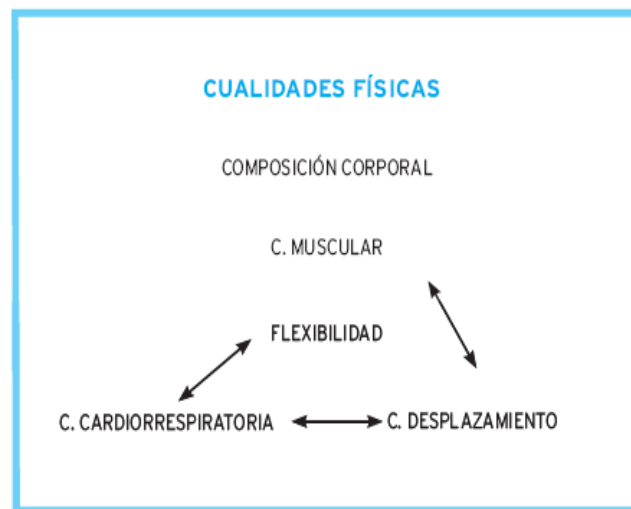 CUALIDADES FÍSICAS
COMPOSICIÓN CORPORAL
C. MUSCULAR
FLEXIBILIDAD
C. CARDIORRESPIRATORIA C. DESPLAZAMIENTO